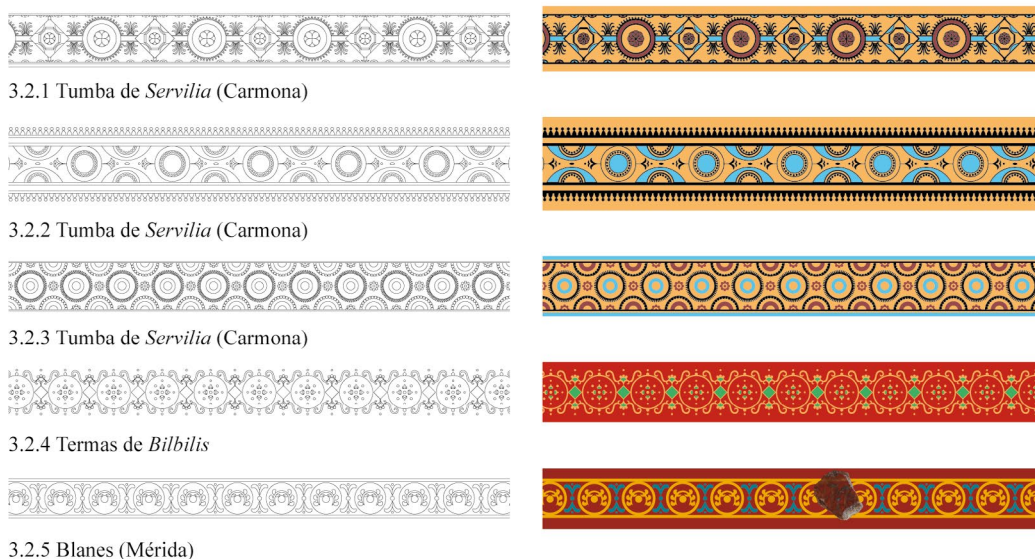 3.2.1 Tumba de Servilia (Carmona)
3.2.2 Tumba de Servilia (Carmona)
3.2.3 Tumba de Servilia (Carmona)
3.2.4 Termas de Bilbilis
3.2.5 Blanes (Mérida)